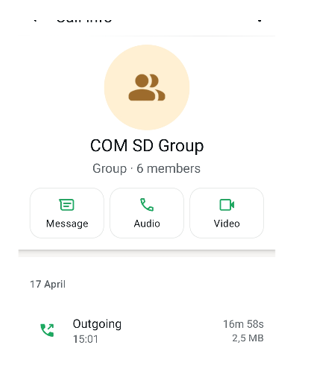 COM SD Group
Group · 6 members
Message Audio Video
17 April
Outgoing 16m 58s
15:01 2,5 MB